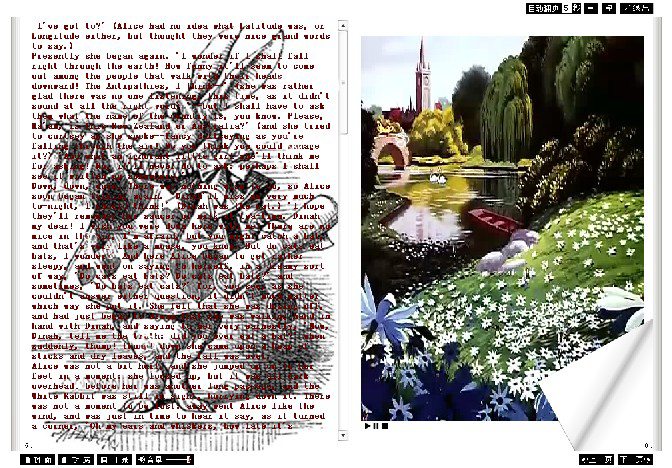 自动翻页 5 秒
I've got to?' (Alice had no idea what Latitude was, or
Longitude either, but thought they were nice grand words
to say.)
Presently she began again. 'I wonder if I shall fall
right through the earth! How funny it'll seem to come
out among the people that walk with their heads
downward! The Antipathies, I think--' (she was rather
glad there was no one listening, this time, as it didn't
sound at all the right word) '--but I shall have to ask
them what the name of the country is, you know. Please,
Ma'am, is this New Zealand or Australia?' (and she tried
to curtsey as she spoke--fancy curtseying as you're
falling through the air! Do you think you could manage
it?) 'And what an ignorant little girl she'll think me
for asking! No, it'll never do to ask: perhaps I shall
see it written up somewhere.'
Down, down, down. There was nothing else to do, so Alice
soon began talking again. 'Dinah'll miss me very much
to-night, I should think!' (Dinah was the cat.) 'I hope
they'll remember her saucer of milk at tea-time. Dinah
my dear! I wish you were down here with me! There are no
mice in the air, I'm afraid, but you might catch a bat,
and that's very like a mouse, you know. But do cats eat
bats, I wonder?' And here Alice began to get rather
sleepy, and went on saying to herself, in a dreamy sort
of way, 'Do cats eat bats? Do cats eat bats?' and
sometimes, 'Do bats eat cats?' for, you see, as she
couldn't answer either question, it didn't much matter
which way she put it. She felt that she was dozing off,
and had just begun to dream that she was walking hand in
hand with Dinah, and saying to her very earnestly, 'Now,
Dinah, tell me the truth: did you ever eat a bat?' when
suddenly, thump! thump! down she came upon a heap of
sticks and dry leaves, and the fall was over.
Alice was not a bit hurt, and she jumped up on to her
feet in a moment: she looked up, but it was all dark
overhead; before her was another long passage, and the
White Rabbit was still in sight, hurrying down it. There
was not a moment to be lost: away went Alice like the
wind, and was just in time to hear it say, as it turned
a corner, 'Oh my ears and whiskers, how late it's